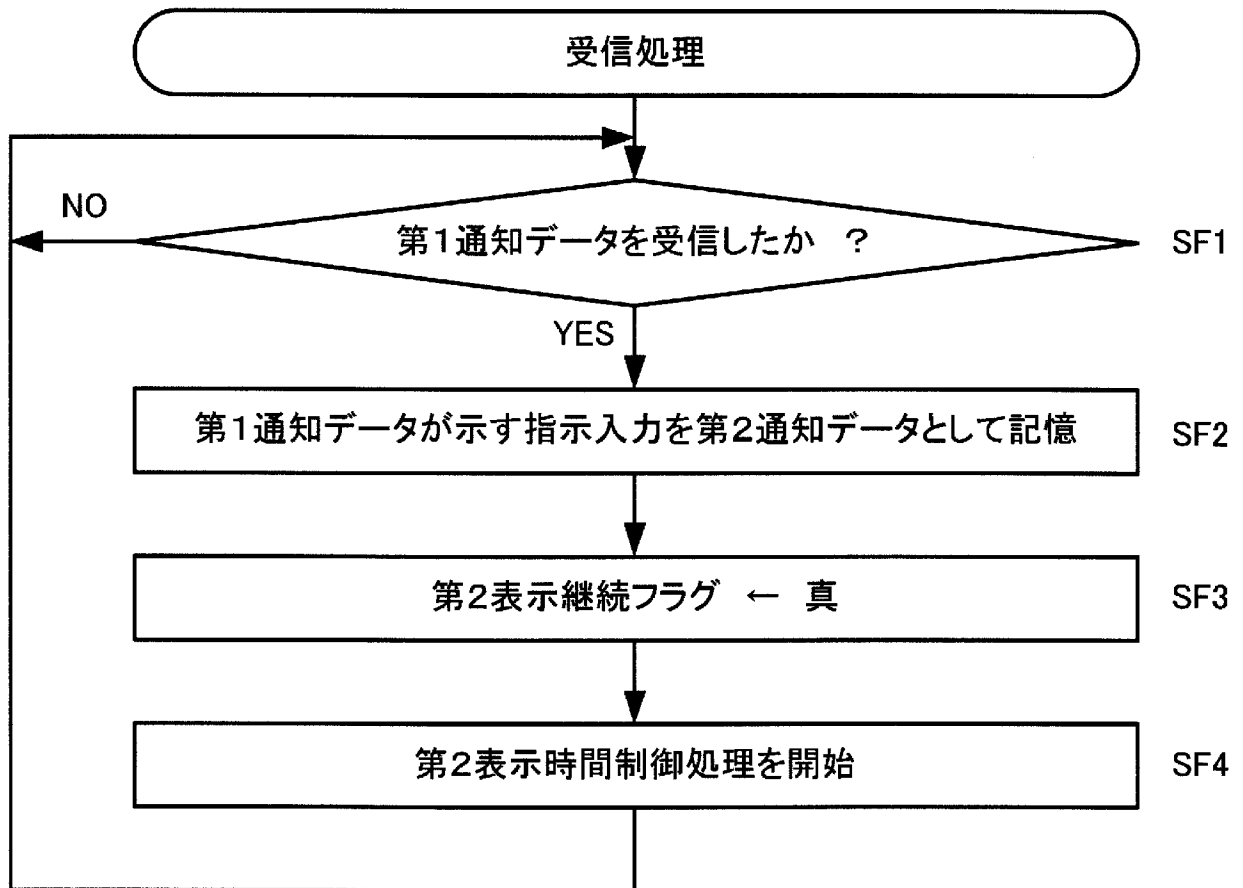 受信処理
NO
第1通知データを受信したか ?
SF1
YES
第1通知データが示す指示入力を第2通知データとして記憶
SF2
第2表示継続フラグ ← 真
SF3
第2表示時間制御処理を開始
SF4